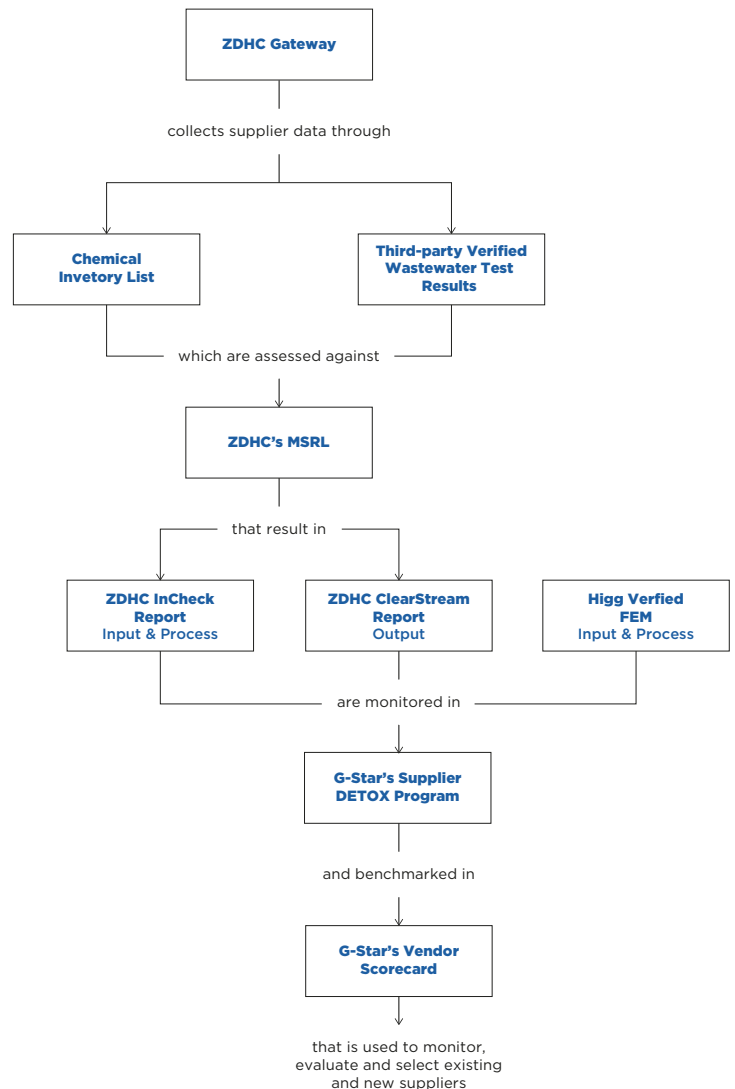 ZDHC Gateway
collects supplier data through
Chemical
Invetory List
Third-party Verified
Wastewater Test
Results
which are assessed against
ZDHC's MSRL
that result in
ZDHC InCheck
Report
Input & Process
ZDHC ClearStream
Report
Output
Higg Verfied
FEM
Input & Process
are monitored in
G-Star's Supplier
DETOX Program
and benchmarked in
G-Star's Vendor
Scorecard
that is used to monitor,
evaluate and select existing
and new suppliers